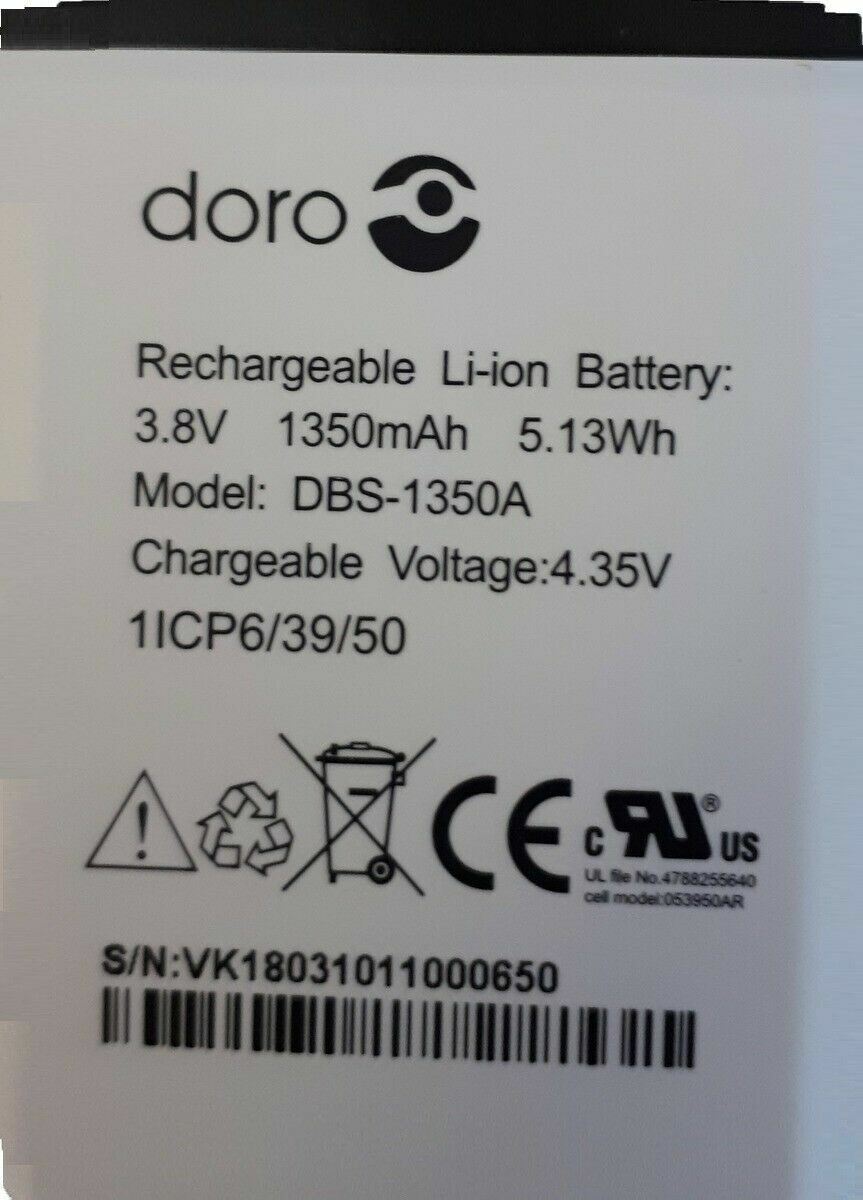 doro
Rechargeable Li-ion Battery:
3.8V 1350mAh 5.13Wh
Model: DBS-1350A
Chargeable Voltage:4.35V
1ICP6/39/50
CE c RU ® US
UL file No.4788255640
cell model:053950AR
S/N:VK18031011000650